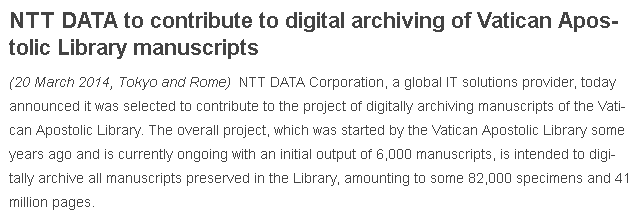 NTT DATA to contribute to digital archiving of Vatican Apos-
tolic Library manuscripts
(20 March 2014, Tokyo and Rome) NTT DATA Corporation, a global IT solutions provider, today
announced it was selected to contribute to the project of digitally archiving manuscripts of the Vati-
can Apostolic Library. The overall project, which was started by the Vatican Apostolic Library some
years ago and is currently ongoing with an initial output of 6,000 manuscripts, is intended to digi-
tally archive all manuscripts preserved in the Library, amounting to some 82,000 specimens and 41
million pages.